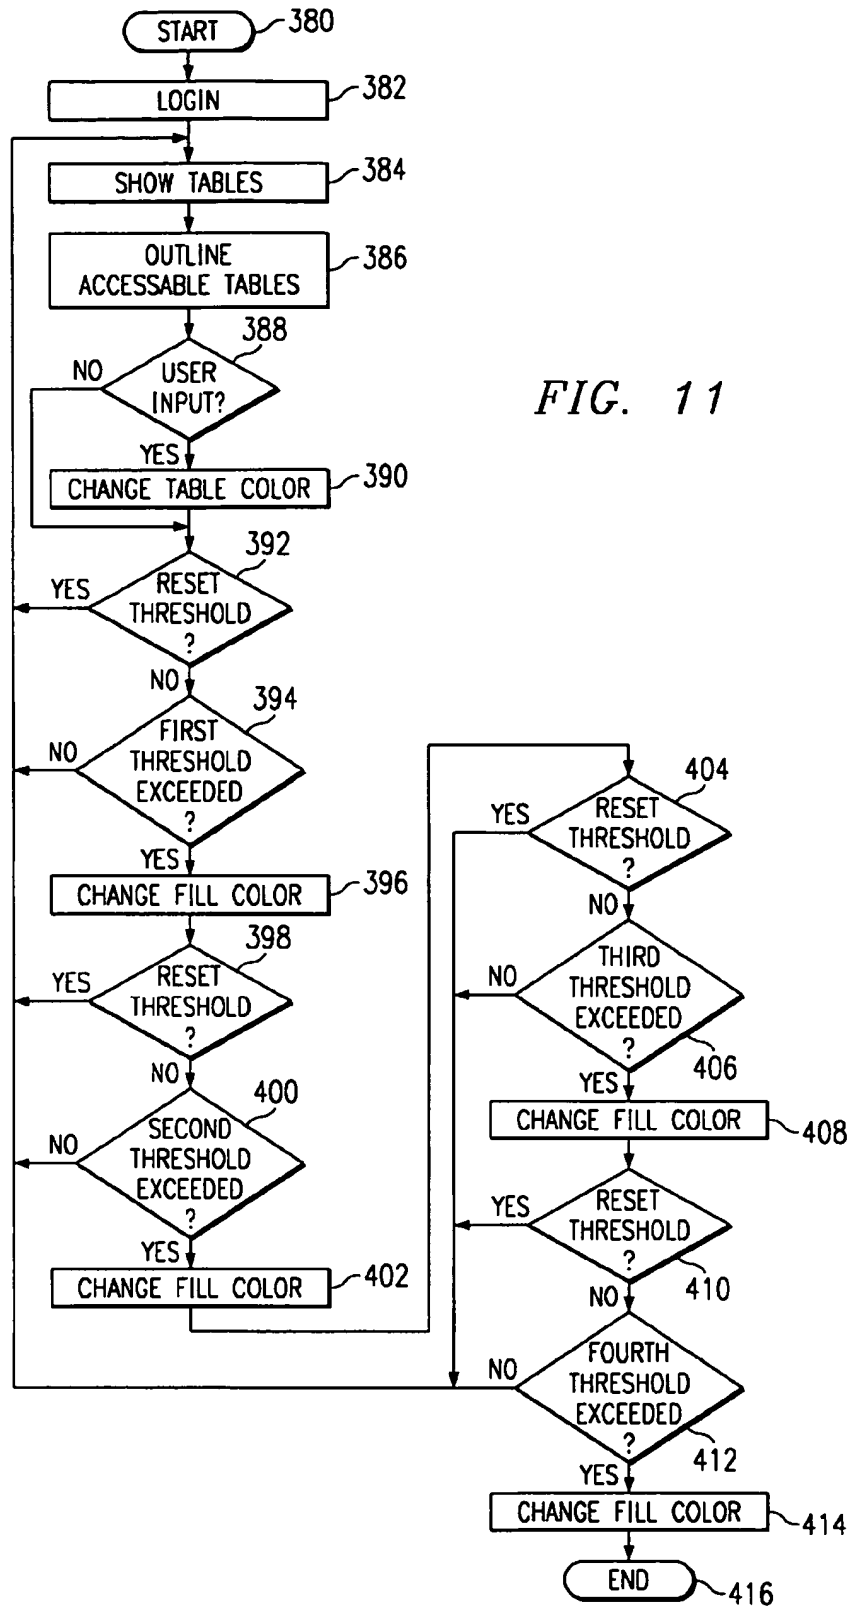 START
380
LOGIN
382
SHOW TABLES
384
OUTLINE
ACCESSABLE TABLES
386
388
NO
USER
INPUT?
YES
CHANGE TABLE COLOR
390
392
YES
RESET
THRESHOLD
?
NO
394
NO
FIRST
THRESHOLD
EXCEEDED
?
YES
CHANGE FILL COLOR
396
398
YES
RESET
THRESHOLD
?
NO
400
NO
SECOND
THRESHOLD
EXCEEDED
?
YES
CHANGE FILL COLOR
402
FIG. 11
404
YES
RESET
THRESHOLD
?
NO
NO
THIRD
THRESHOLD
EXCEEDED
?
406
YES
CHANGE FILL COLOR
408
YES
RESET
THRESHOLD
?
410
NO
NO
FOURTH
THRESHOLD
EXCEEDED
?
412
YES
CHANGE FILL COLOR
414
END
416